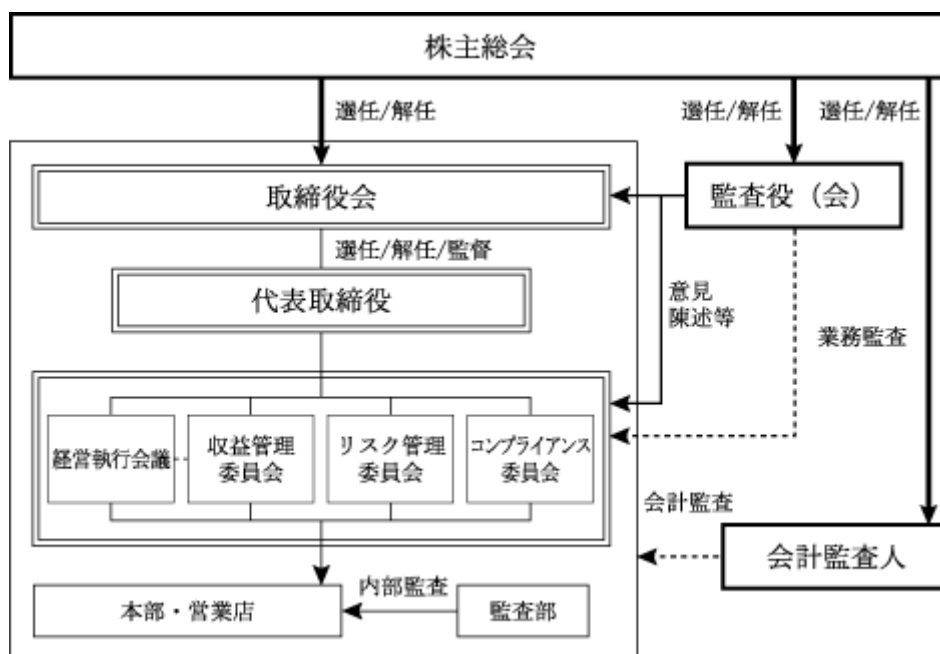 株主総会
選任/解任
選任/解任
選任/解任
取締役会
監査役（会）
選任/解任/監督
代表取締役
意見
陳述等
業務監査
経営執行会議
収益管理
委員会
リスク管理
委員会
コンプライアンス
委員会
会計監査
会計監査人
本部・営業店
内部監査
監査部